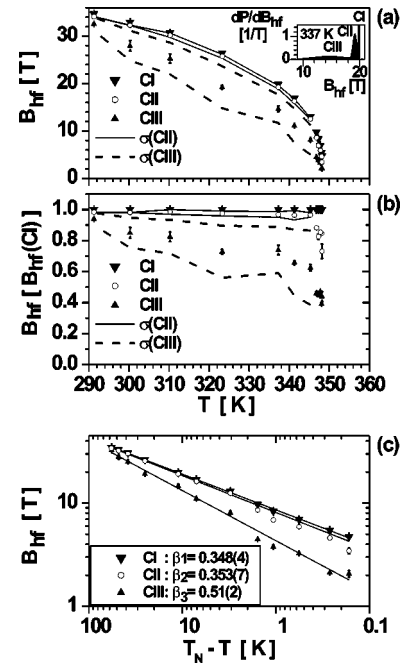 (a)
dP/dB_hf
[1/T]
337 K
CI
CII
CIII
1
0
10
20
B_hf [T]
B_hf [T]
30
20
10
0
CI
CII
CIII
σ(CII)
σ(CIII)
(b)
B_hf [B_hf(CI)]
1.0
0.8
0.6
0.4
0.2
0.0
CI
CII
CIII
σ(CII)
σ(CIII)
290 300 310 320 330 340 350 360
T [K]
(c)
B_hf [T]
10
1
CI : β1= 0.348(4)
CII : β2= 0.353(7)
CIII: β3= 0.51(2)
100 10 1 0.1
T_N - T [K]